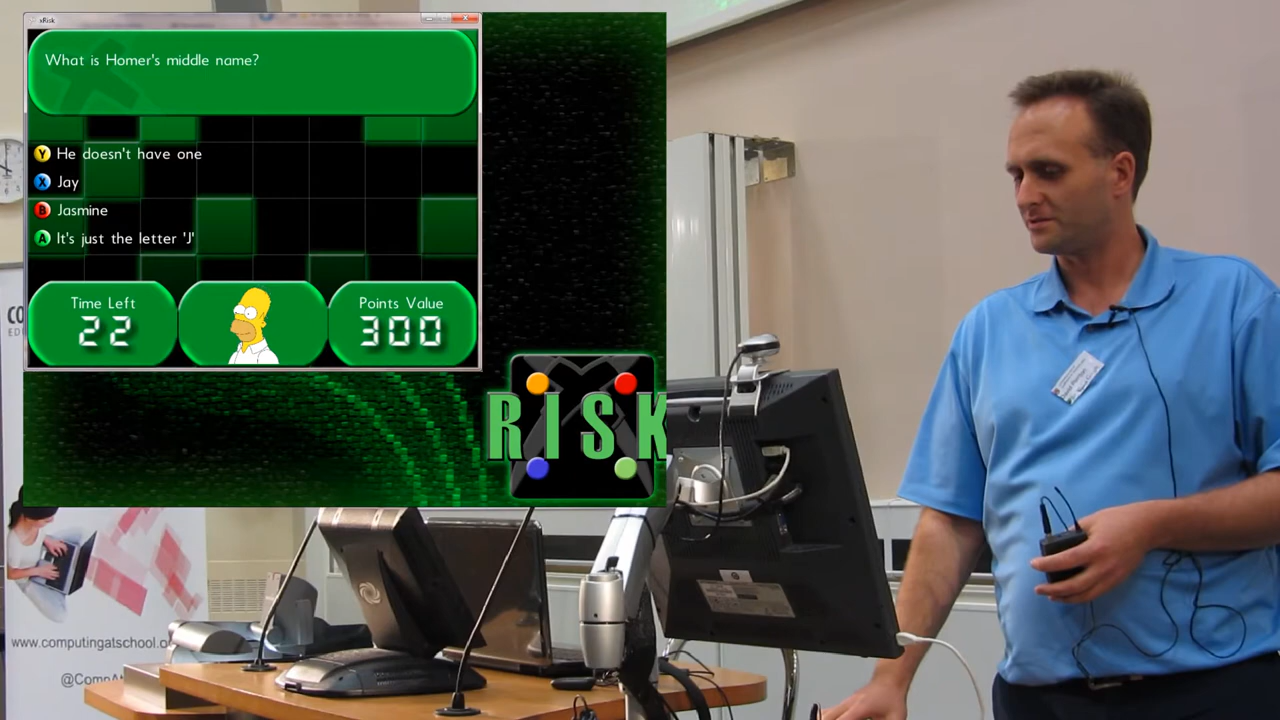 xRisk
What is Homer's middle name?
Y He doesn't have one
X Jay
B Jasmine
A It's just the letter 'J'
Time Left
22
Points Value
300
RISK
www.computingatschool.o
@CompA